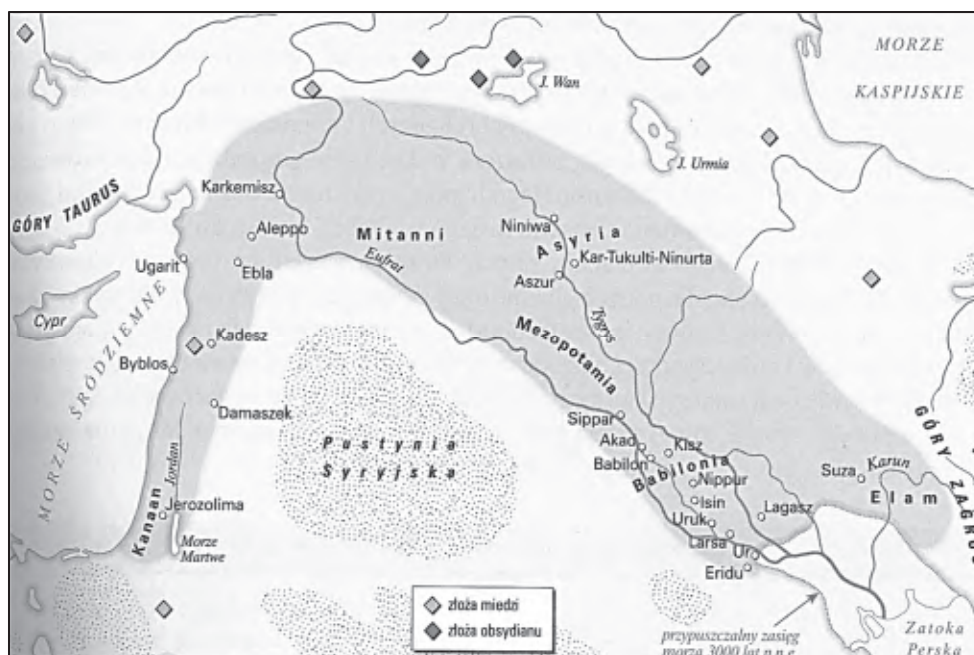 MORZE
KASPIJSKIE
J. Wan
J. Urmia
GÓRY TAURUS
Karkemisz
Aleppo
Mitanni
Niniwa
Asyria
Kar-Tukulti-Ninurta
Ugarit
Ebla
Eufrat
Aszur
Cypr
Tygrys
Mezopotamia
MORZE ŚRÓDZIEMNE
Kadesz
Byblos
Damaszek
Sippar
Pustynia
Syryjska
Akad
Kisz
Babilon
Babilonia
Nippur
Suza
Karun
GÓRY ZAGROS
Elam
Jordan
Isin
Kanaan
Jerozolima
Uruk
Lagasz
Larsa
Morze
Martwe
Ur
Eridu
złoża miedzi
złoża obsydianu
przypuszczalny zasięg
morza 3000 lat p.n.e.
Zatoka
Perska